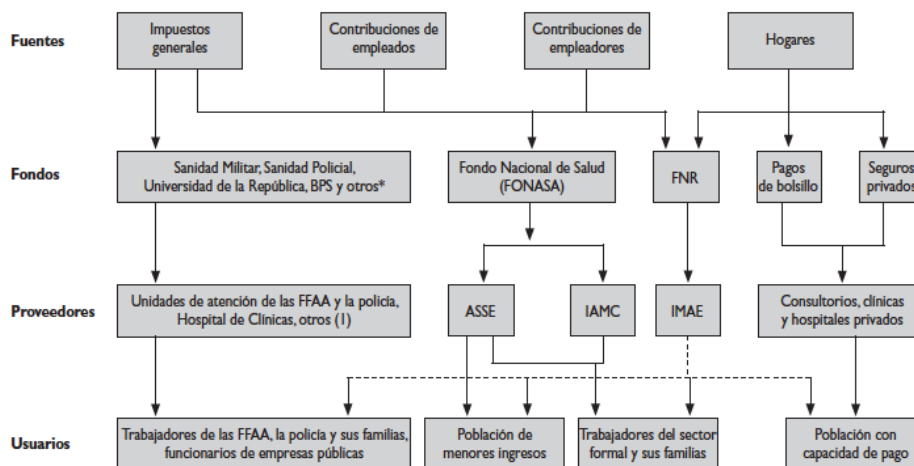 Fuentes
Impuestos
generales
Contribuciones de
empleados
Contribuciones de
empleadores
Hogares
Fondos
Sanidad Militar, Sanidad Policial,
Universidad de la República, BPS y otros*
Fondo Nacional de Salud
(FONASA)
FNR
Pagos
de bolsillo
Seguros
privados
Proveedores
Unidades de atención de las FFAA y la policía,
Hospital de Clínicas, otros (1)
ASSE
IAMC
IMAE
Consultorios, clínicas
y hospitales privados
Usuarios
Trabajadores de las FFAA, la policía y sus familias,
funcionarios de empresas públicas
Población de
menores ingresos
Trabajadores del sector
formal y sus familias
Población con
capacidad de pago